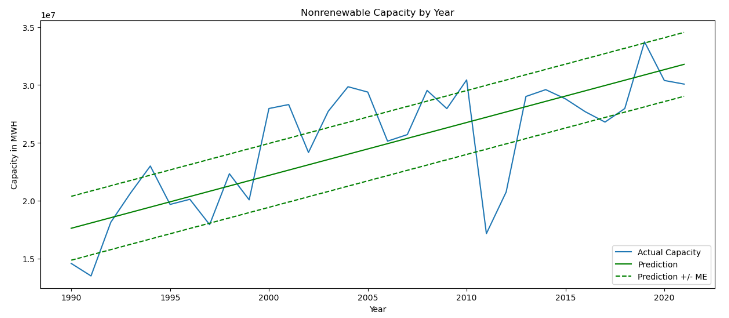 Nonrenewable Capacity by Year
1e7
3.5
3.0
2.5
2.0
1.5
Capacity in MWH
1990 1995 2000 2005 2010 2015 2020
Year
Actual Capacity
Prediction
Prediction +/- ME